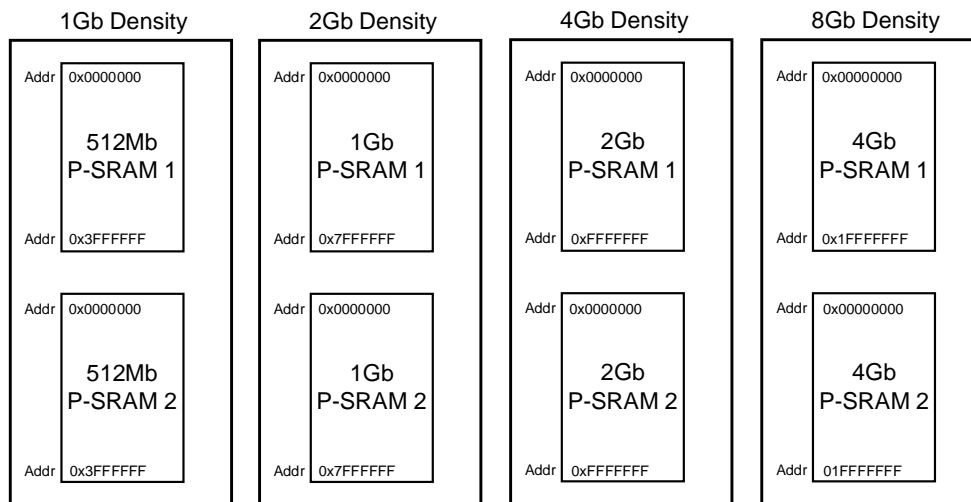 1Gb Density
Addr 0x0000000
512Mb
P-SRAM 1
Addr 0x3FFFFFF
Addr 0x0000000
512Mb
P-SRAM 2
Addr 0x3FFFFFF
2Gb Density
Addr 0x0000000
1Gb
P-SRAM 1
Addr 0x7FFFFFF
Addr 0x0000000
1Gb
P-SRAM 2
Addr 0x7FFFFFF
4Gb Density
Addr 0x0000000
2Gb
P-SRAM 1
Addr 0xFFFFFFF
Addr 0x0000000
2Gb
P-SRAM 2
Addr 0xFFFFFFF
8Gb Density
Addr 0x00000000
4Gb
P-SRAM 1
Addr 0x1FFFFFFF
Addr 0x00000000
4Gb
P-SRAM 2
Addr 01FFFFFFF